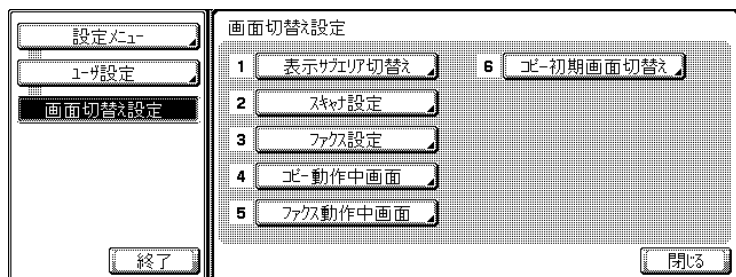 設定メニュー
ユーザ設定
画面切替え設定
終了
画面切替え設定
1 表示サブエリア切替え
2 スキャナ設定
3 ファクス設定
4 コピー動作中画面
5 ファクス動作中画面
6 コピー初期画面切替え
閉じる